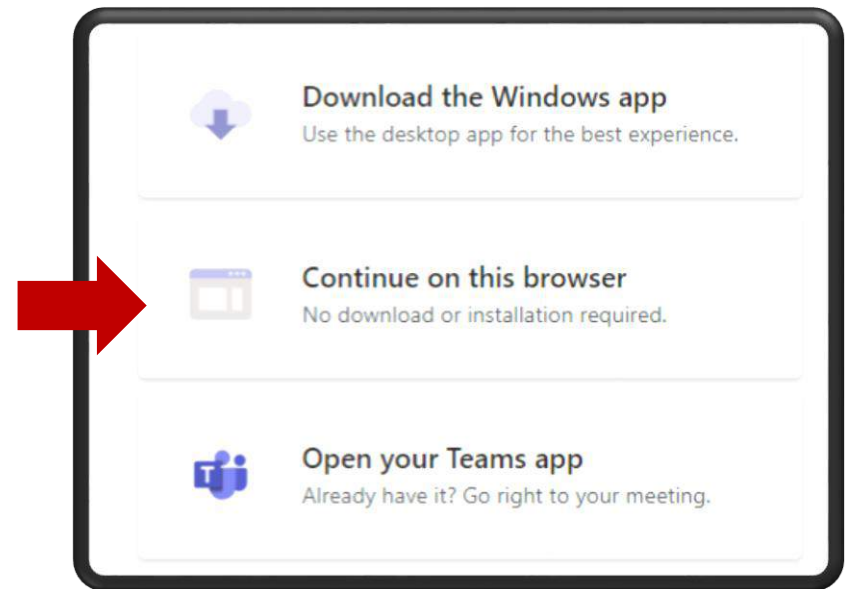 Download the Windows app
Use the desktop app for the best experience.
Continue on this browser
No download or installation required.
T
Open your Teams app
Already have it? Go right to your meeting.